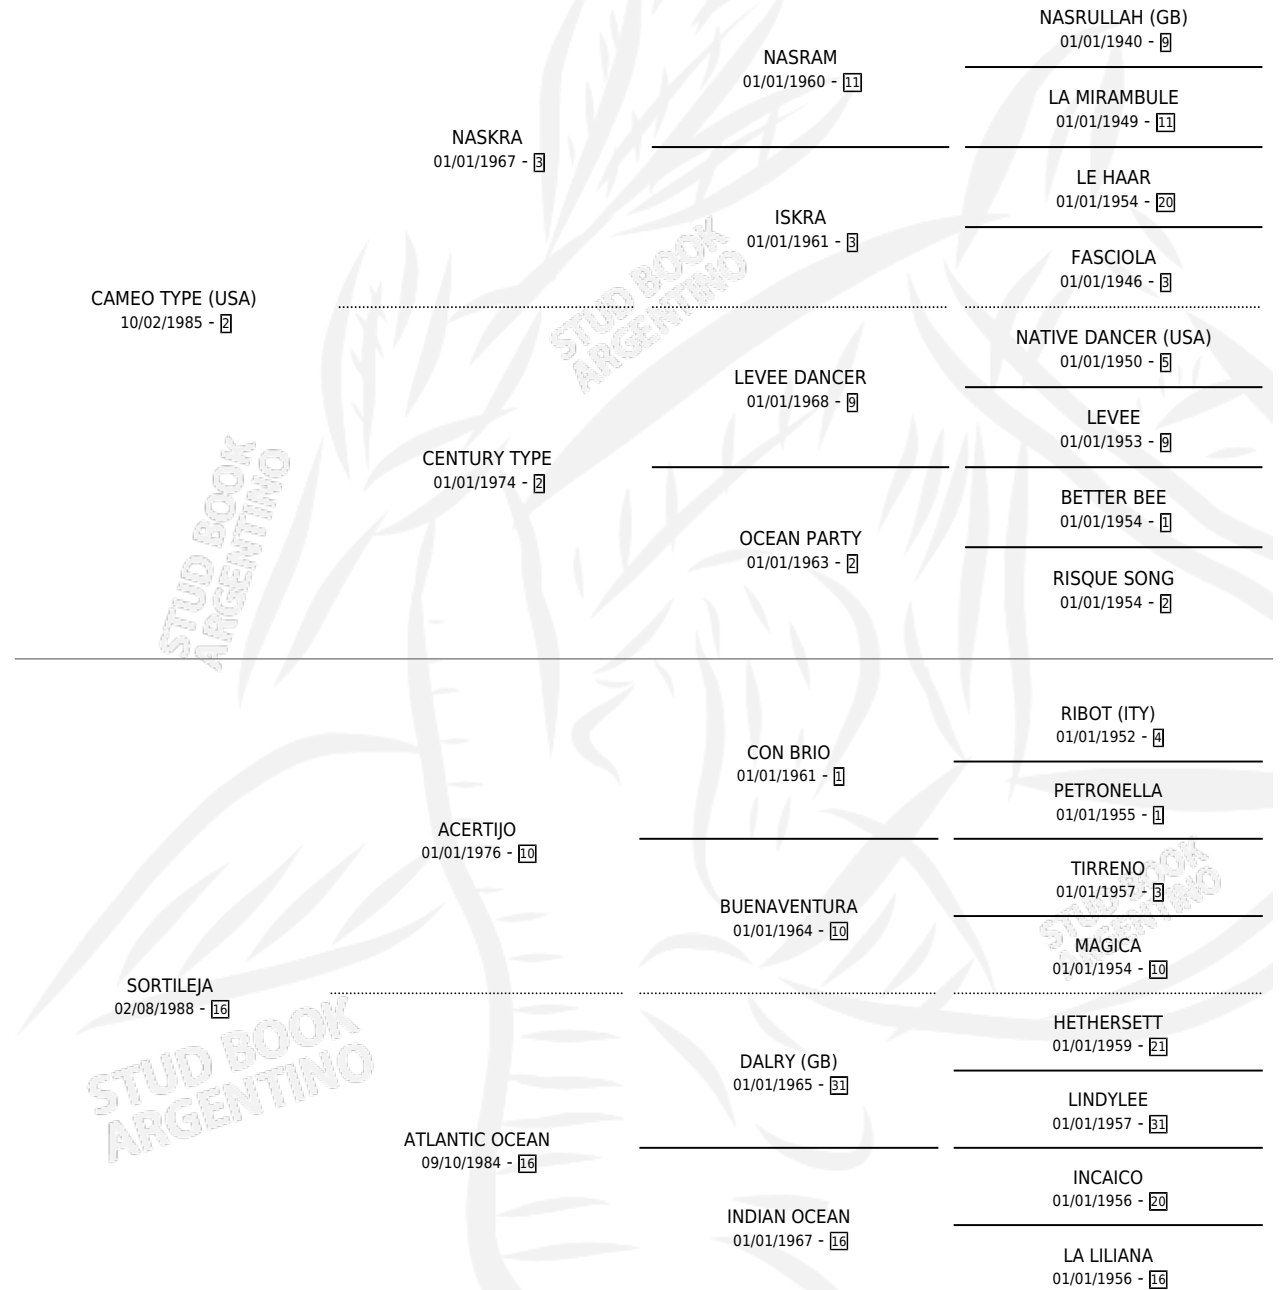 NASRULLAH (GB)
01/01/1940 - 9
NASRAM
01/01/1960 - 11
LA MIRAMBULE
01/01/1949 - 11
NASKRA
01/01/1967 - 3
LE HAAR
01/01/1954 - 20
ISKRA
01/01/1961 - 3
FASCIOLA
01/01/1946 - 3
CAMEO TYPE (USA)
10/02/1985 - 2
NATIVE DANCER (USA)
01/01/1950 - 5
LEVEE DANCER
01/01/1968 - 9
LEVEE
01/01/1953 - 9
CENTURY TYPE
01/01/1974 - 2
BETTER BEE
01/01/1954 - 1
OCEAN PARTY
01/01/1963 - 2
RISQUE SONG
01/01/1954 - 2
STUD BOOK
ARGENTINO
STUD BOOK
ARGENTINO
RIBOT (ITY)
01/01/1952 - 4
CON BRIO
01/01/1961 - 1
PETRONELLA
01/01/1955 - 1
ACERTIJO
01/01/1976 - 10
TIRRENO
01/01/1957 - 3
BUENAVENTURA
01/01/1964 - 10
MAGICA
01/01/1954 - 10
STUD BOOK
ARGENTINO
SORTILEJA
02/08/1988 - 16
HETHERSETT
01/01/1959 - 21
DALRY (GB)
01/01/1965 - 31
LINDYLEE
01/01/1957 - 31
ATLANTIC OCEAN
09/10/1984 - 16
INCAICO
01/01/1956 - 20
INDIAN OCEAN
01/01/1967 - 16
LA LILIANA
01/01/1956 - 16
STUD BOOK
ARGENTINO